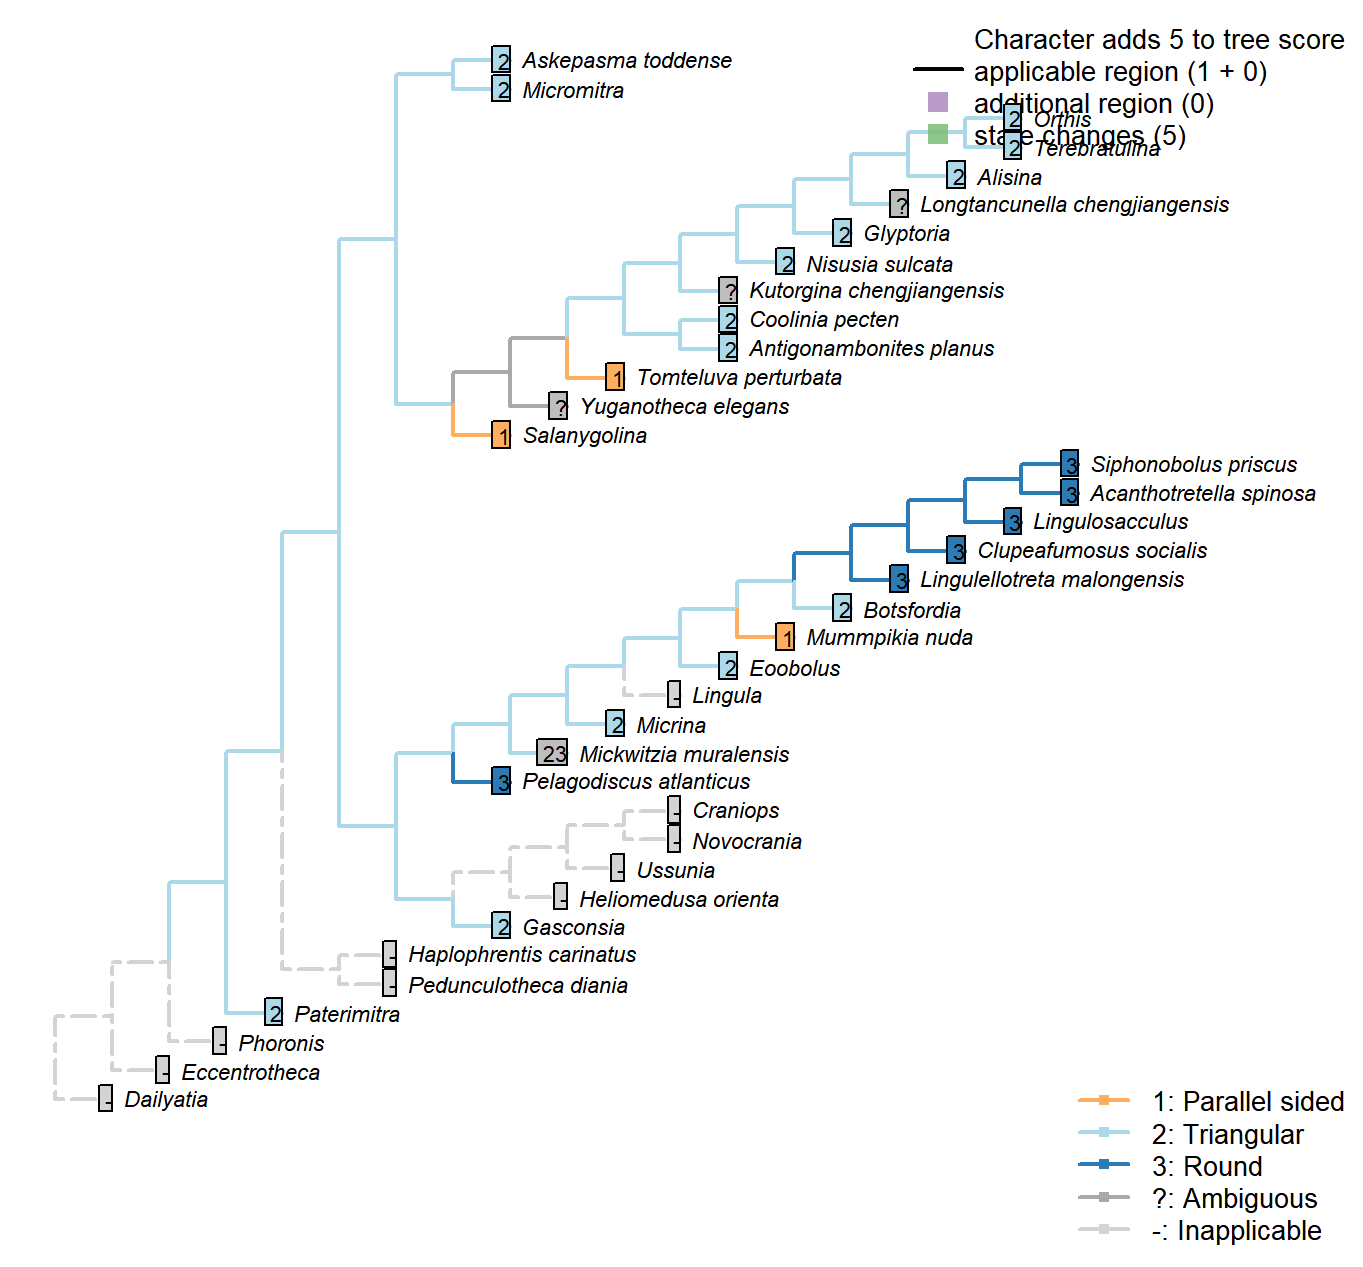 Character adds 5 to tree score
applicable region (1 + 0)
additional region (0)
state changes (5)
2 Askepasma toddense
2 Micromitra
2 Orthis
2 Terebratulina
2 Alisina
? Longtancunella chengjiangensis
2 Glyptoria
2 Nisusia sulcata
? Kutorgina chengjiangensis
2 Coolinia pecten
2 Antigonambonites planus
1 Tomteluva perturbata
? Yuganotheca elegans
1 Salanygolina
3 Siphonobolus priscus
3 Acanthotretella spinosa
3 Lingulosacculus
3 Clupeafumosus socialis
3 Lingulellotreta malongensis
2 Botsfordia
1 Mummpikia nuda
2 Eoobolus
- Lingula
2 Micrina
23 Mickwitzia muralensis
3 Pelagodiscus atlanticus
- Craniops
- Novocrania
- Ussunia
- Heliomedusa orienta
2 Gasconsia
- Haplophrentis carinatus
- Pedunculotheca diania
2 Paterimitra
- Phoronis
- Eccentrotheca
- Dailyatia
1: Parallel sided
2: Triangular
3: Round
?: Ambiguous
-: Inapplicable